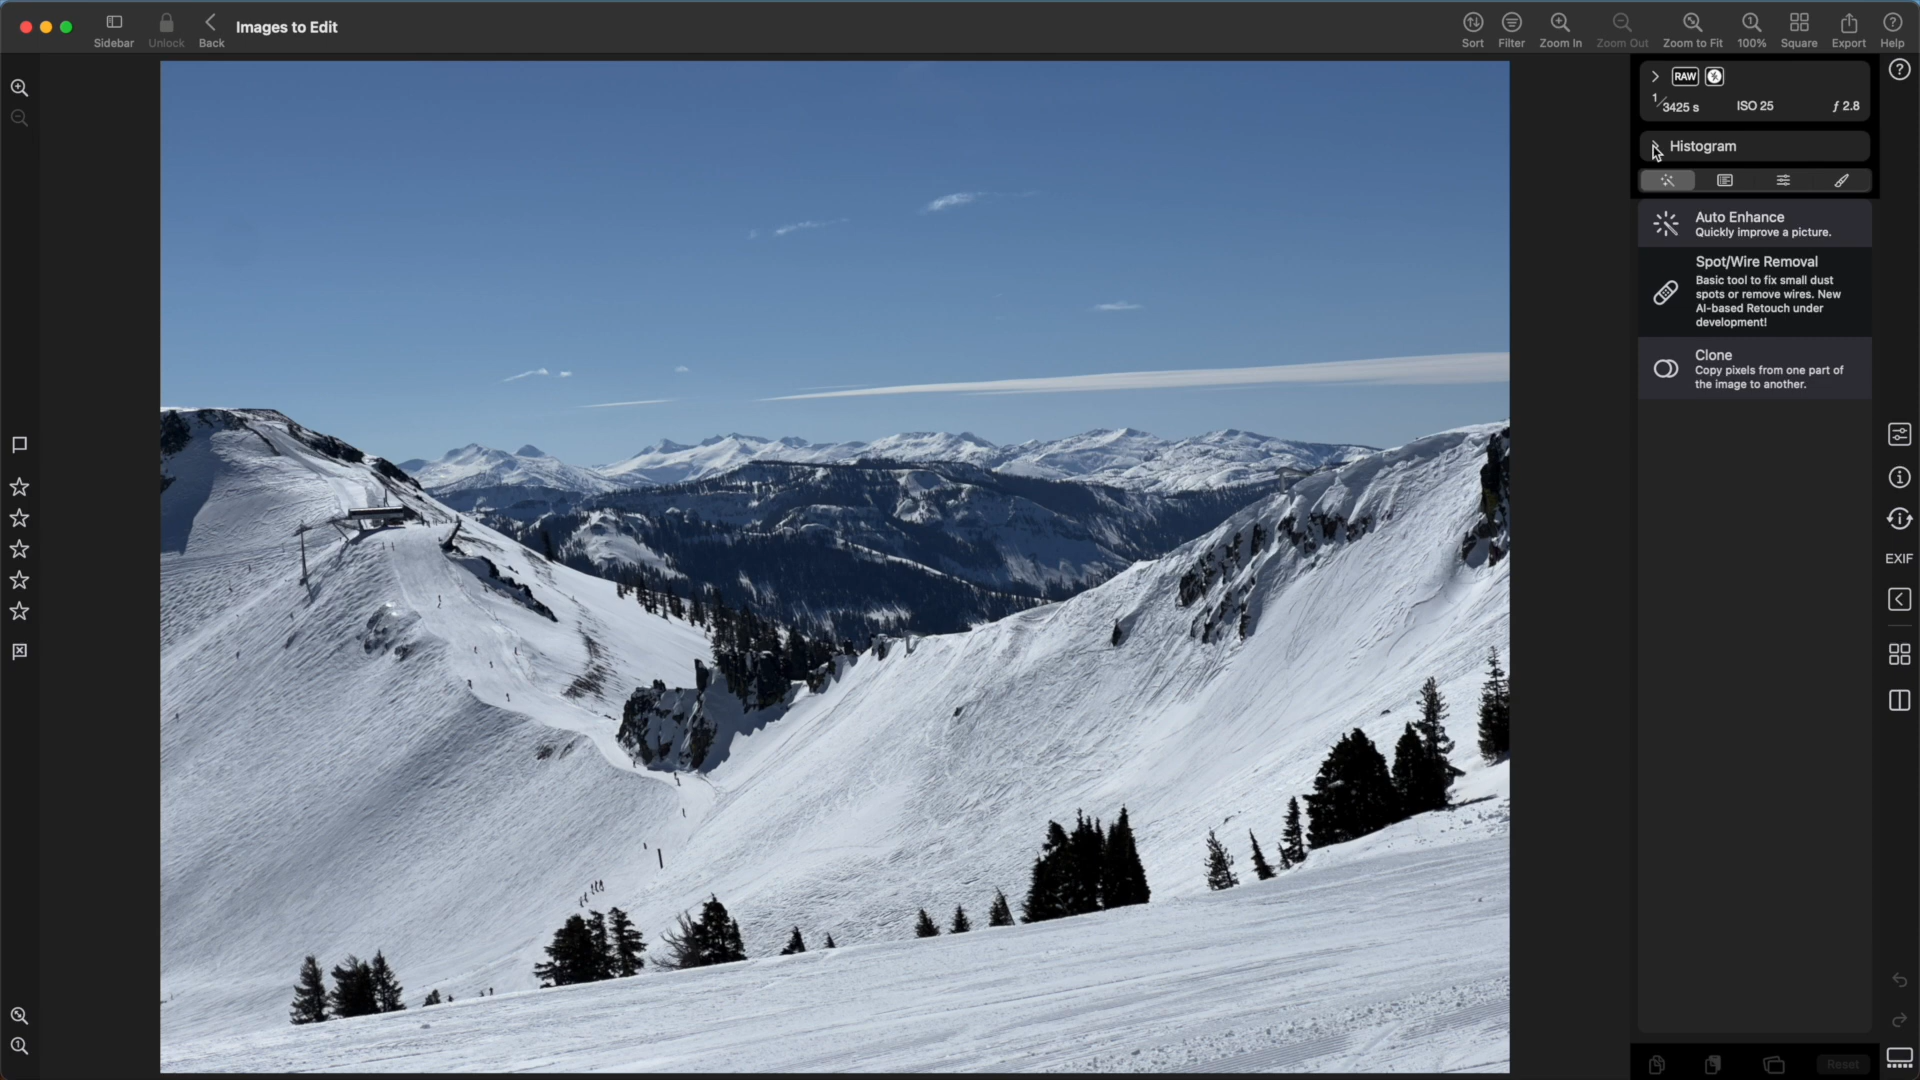 Images to Edit
Sidebar
Unlock
Back
Sort
Filter
Zoom In
Zoom Out
Zoom to Fit
100%
Square
Export
Help
RAW
1/3425 s
ISO 25
ƒ 2.8
Histogram
Auto Enhance
Quickly improve a picture.
Spot/Wire Removal
Basic tool to fix small dust
spots or remove wires. New
AI-based Retouch under
development!
Clone
Copy pixels from one part of
the image to another.
EXIF
Reset